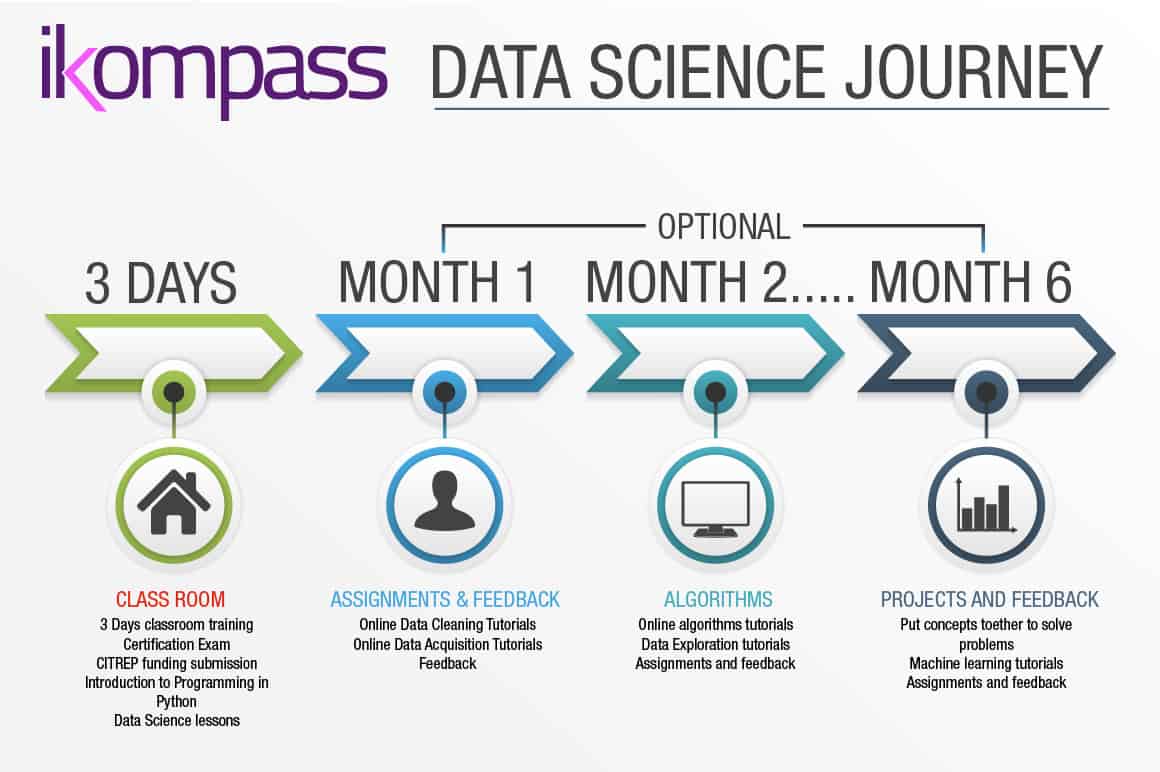 ikompass DATA SCIENCE JOURNEY
OPTIONAL
3 DAYS
MONTH 1
MONTH 2..... MONTH 6
CLASS ROOM
3 Days classroom training
Certification Exam
CITREP funding submission
Introduction to Programming in
Python
Data Science lessons
ASSIGNMENTS & FEEDBACK
Online Data Cleaning Tutorials
Online Data Acquisition Tutorials
Feedback
ALGORITHMS
Online algorithms tutorials
Data Exploration tutorials
Assignments and feedback
PROJECTS AND FEEDBACK
Put concepts toether to solve
problems
Machine learning tutorials
Assignments and feedback